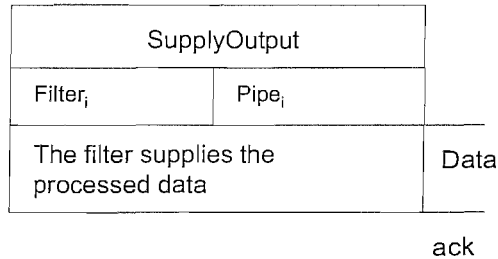 SupplyOutput
Filterᵢ Pipeᵢ
The filter supplies the
processed data
Data
ack